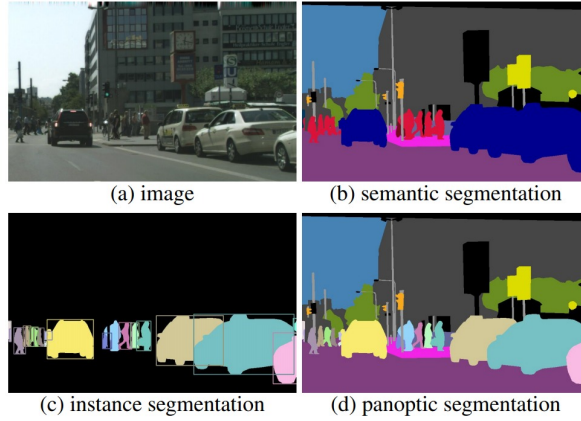 (a) image
(b) semantic segmentation
(c) instance segmentation
(d) panoptic segmentation